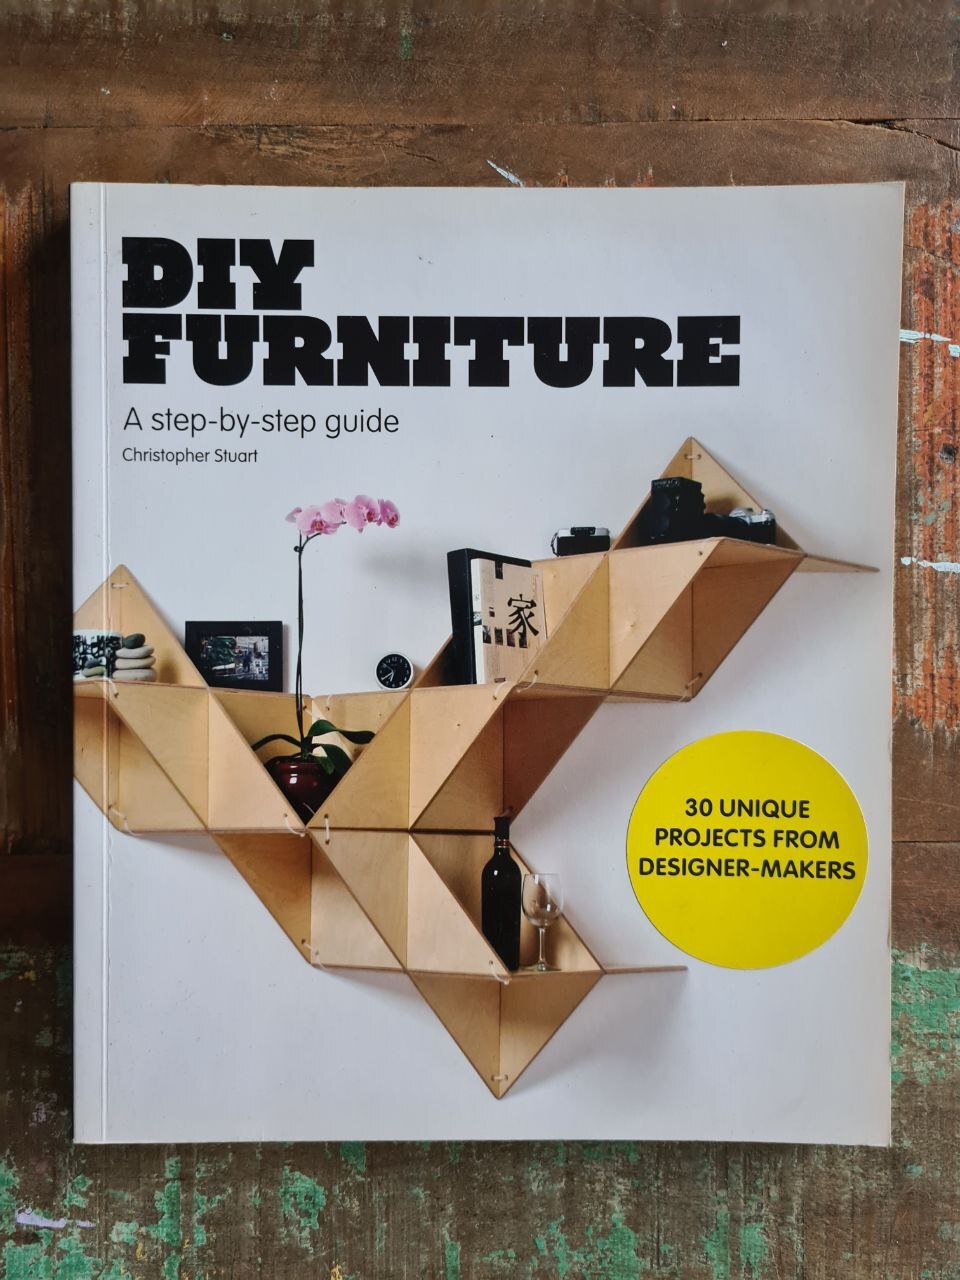 DIY
FURNITURE
A step-by-step guide
Christopher Stuart
家
30 UNIQUE
PROJECTS FROM
DESIGNER-MAKERS